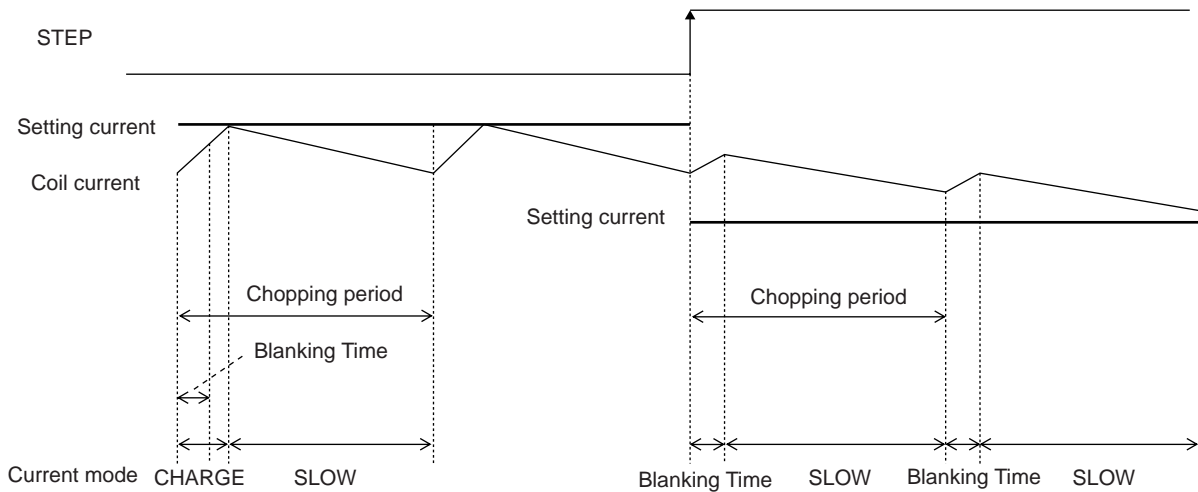 STEP
Setting current
Coil current
Setting current
Chopping period
Chopping period
Blanking Time
Current mode CHARGE SLOW Blanking Time SLOW Blanking Time SLOW